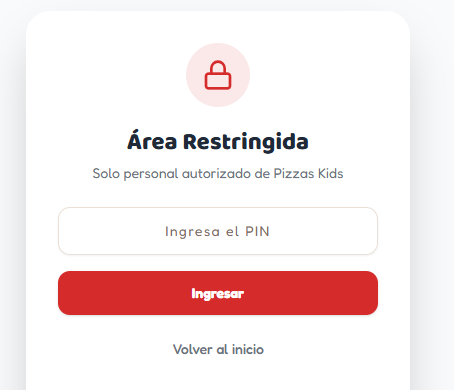 Área Restringida
Solo personal autorizado de Pizzas Kids
Ingresa el PIN
Ingresar
Volver al inicio